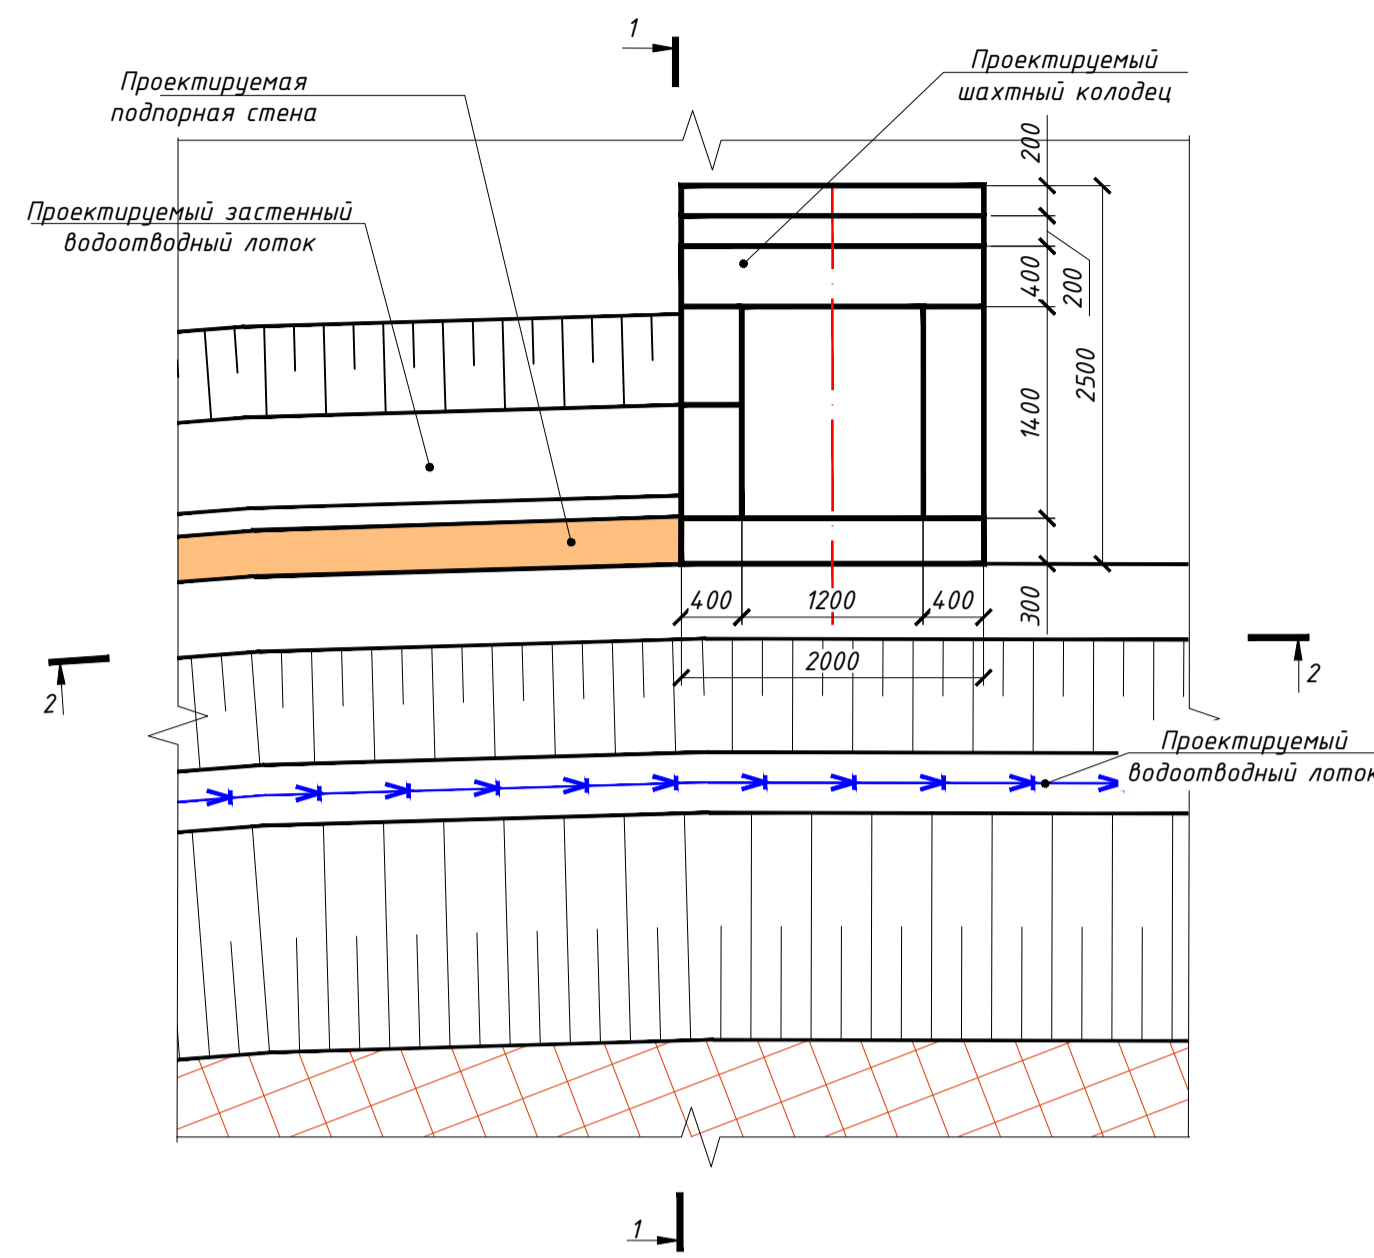 1
Проектируемая
подпорная стена
Проектируемый
шахтный колодец
Проектируемый застенный
водоотводный лоток
200
400
200
1400
2500
300
400
1200
400
2000
2
2
Проектируемый
водоотводный лоток
1